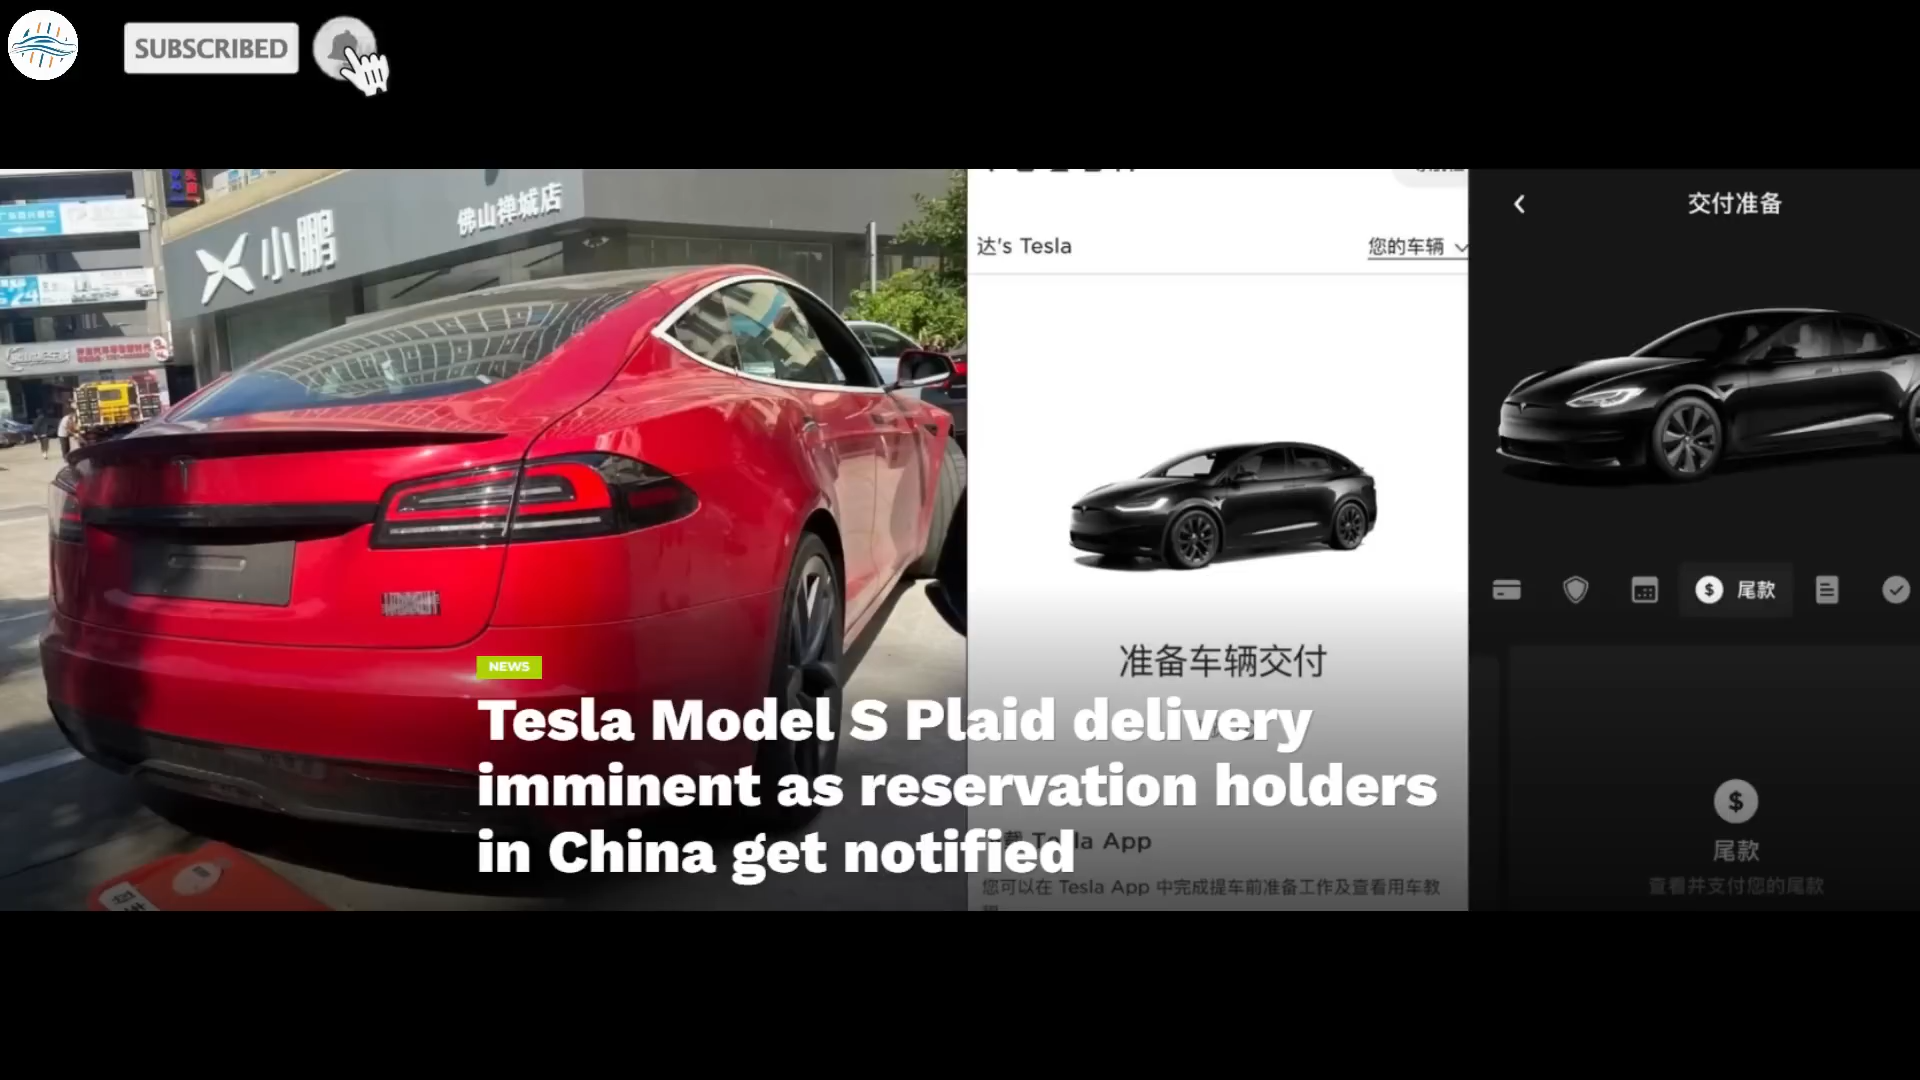 SUBSCRIBED
小鹏
佛山禅城店
达's Tesla
您的车辆
交付准备
尾款
准备车辆交付
NEWS
Tesla Model S Plaid delivery
imminent as reservation holders
in China get notified
Tesla App
您可以在 Tesla App 中完成提车前准备工作及查看用车教
尾款
查看并支付您的尾款